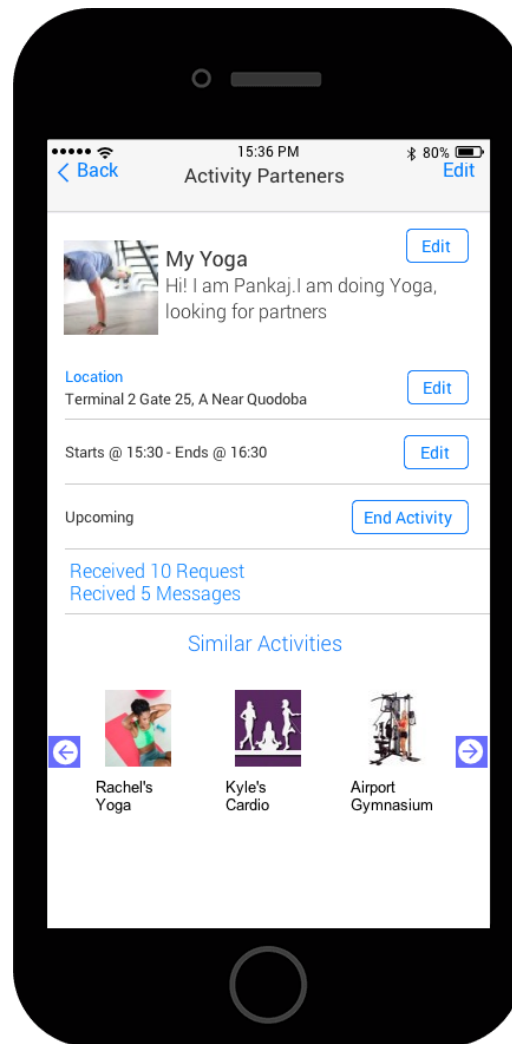 15:36 PM
80%
Back
Activity Parteners
Edit
My Yoga
Edit
Hi! I am Pankaj.I am doing Yoga,
looking for partners
Location
Terminal 2 Gate 25, A Near Quodoba
Edit
Starts @ 15:30 - Ends @ 16:30
Edit
Upcoming
End Activity
Received 10 Request
Recived 5 Messages
Similar Activities
Rachel's
Yoga
Kyle's
Cardio
Airport
Gymnasium